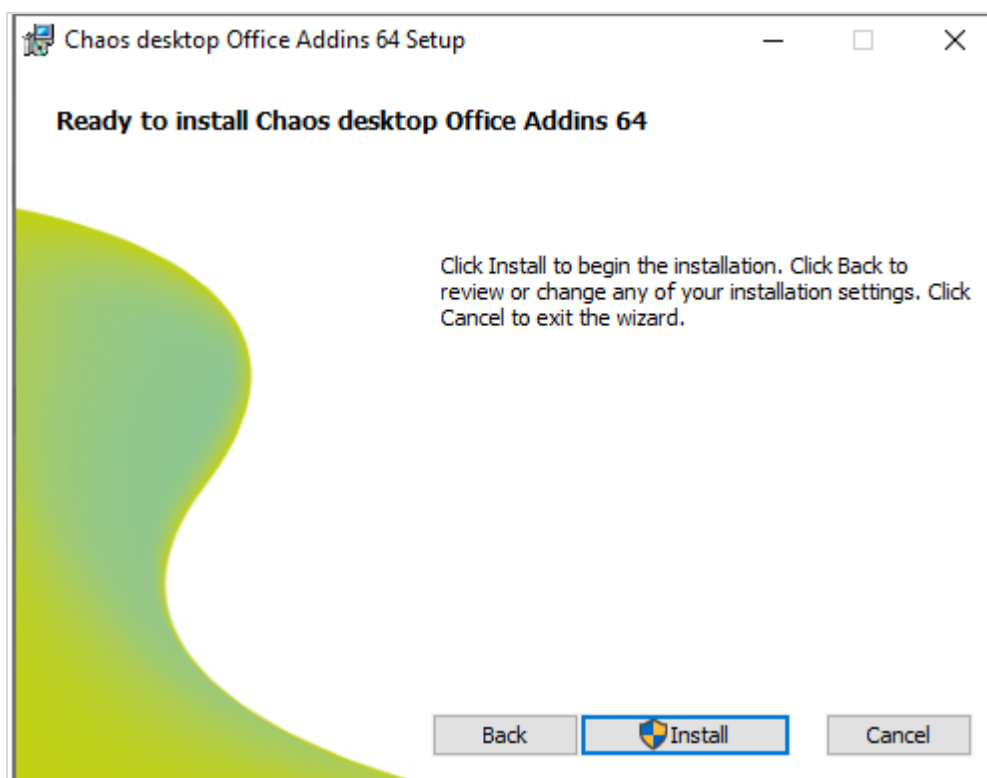 Chaos desktop Office Addins 64 Setup
Ready to install Chaos desktop Office Addins 64
Click Install to begin the installation. Click Back to
review or change any of your installation settings. Click
Cancel to exit the wizard.
Back
Install
Cancel